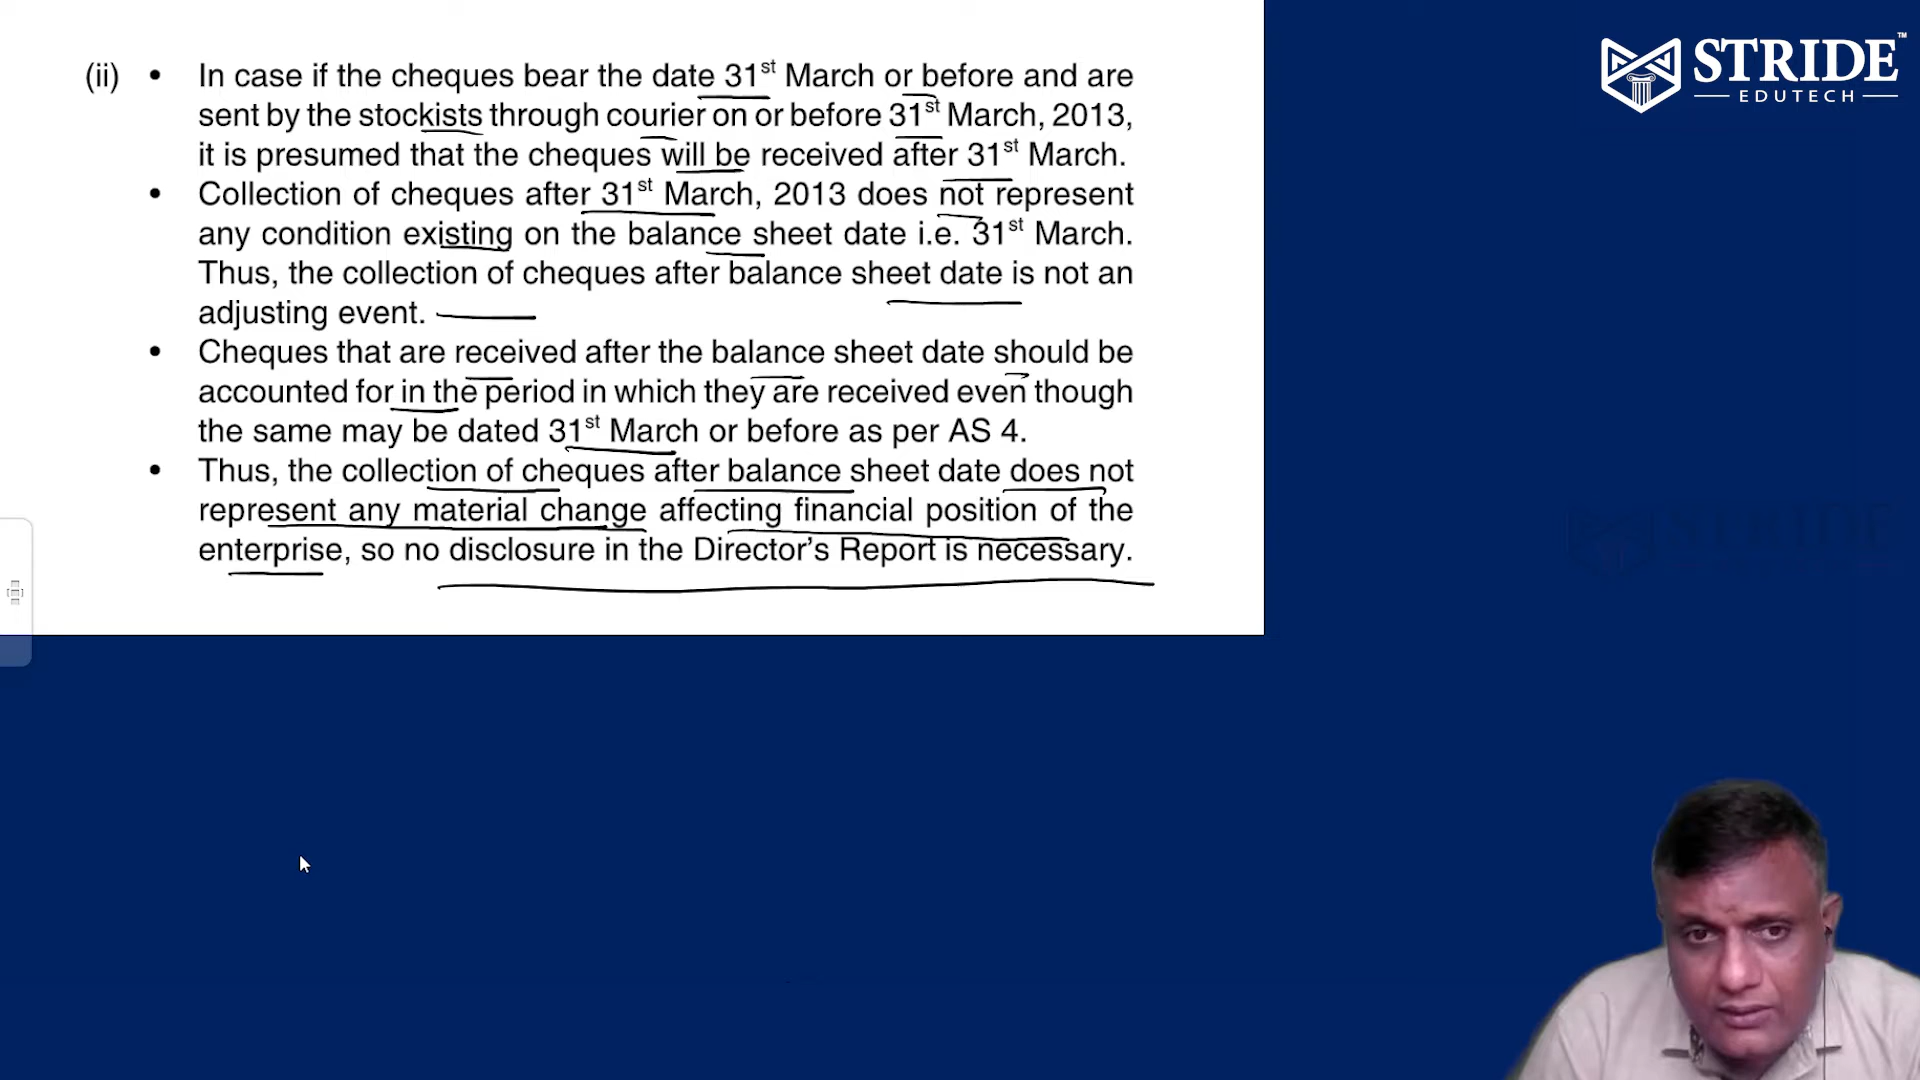 (ii) • In case if the cheques bear the date 31st March or before and are
sent by the stockists through courier on or before 31st March, 2013,
it is presumed that the cheques will be received after 31st March.
• Collection of cheques after 31st March, 2013 does not represent
any condition existing on the balance sheet date i.e. 31st March.
Thus, the collection of cheques after balance sheet date is not an
adjusting event.
• Cheques that are received after the balance sheet date should be
accounted for in the period in which they are received even though
the same may be dated 31st March or before as per AS 4.
• Thus, the collection of cheques after balance sheet date does not
represent any material change affecting financial position of the
enterprise, so no disclosure in the Director's Report is necessary.
STRIDE™
EDUTECH
STRIDE